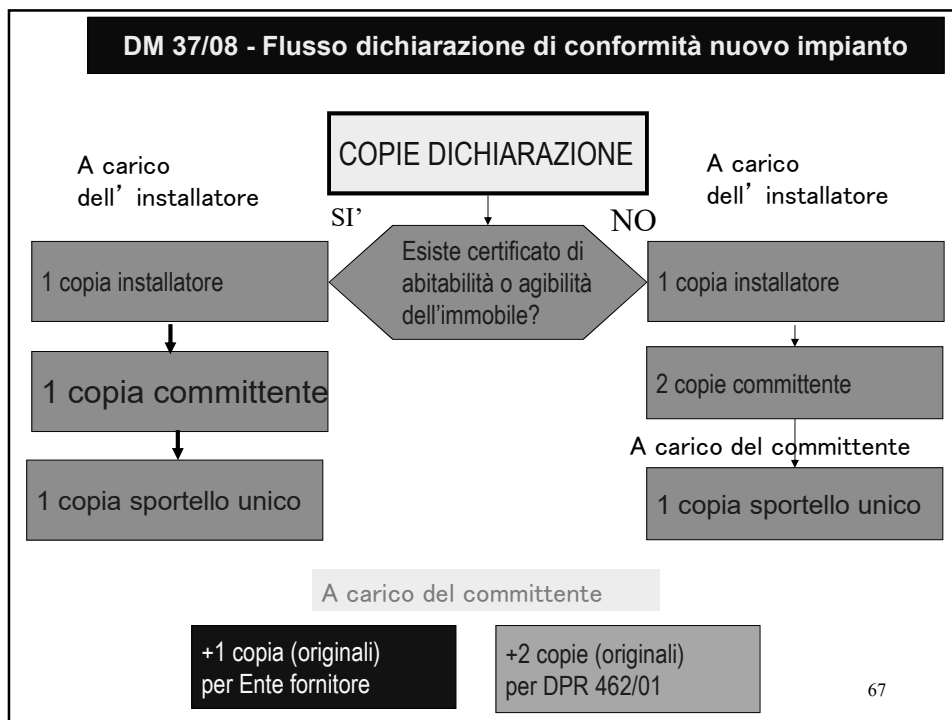 DM 37/08 - Flusso dichiarazione di conformità nuovo impianto
COPIE DICHIARAZIONE
A carico
dell’ installatore
A carico
dell’ installatore
SI’
NO
Esiste certificato di
abitabilità o agibilità
dell’immobile?
1 copia installatore
1 copia committente
1 copia sportello unico
1 copia installatore
2 copie committente
A carico del committente
1 copia sportello unico
A carico del committente
+1 copia (originali)
per Ente fornitore
+2 copie (originali)
per DPR 462/01
67